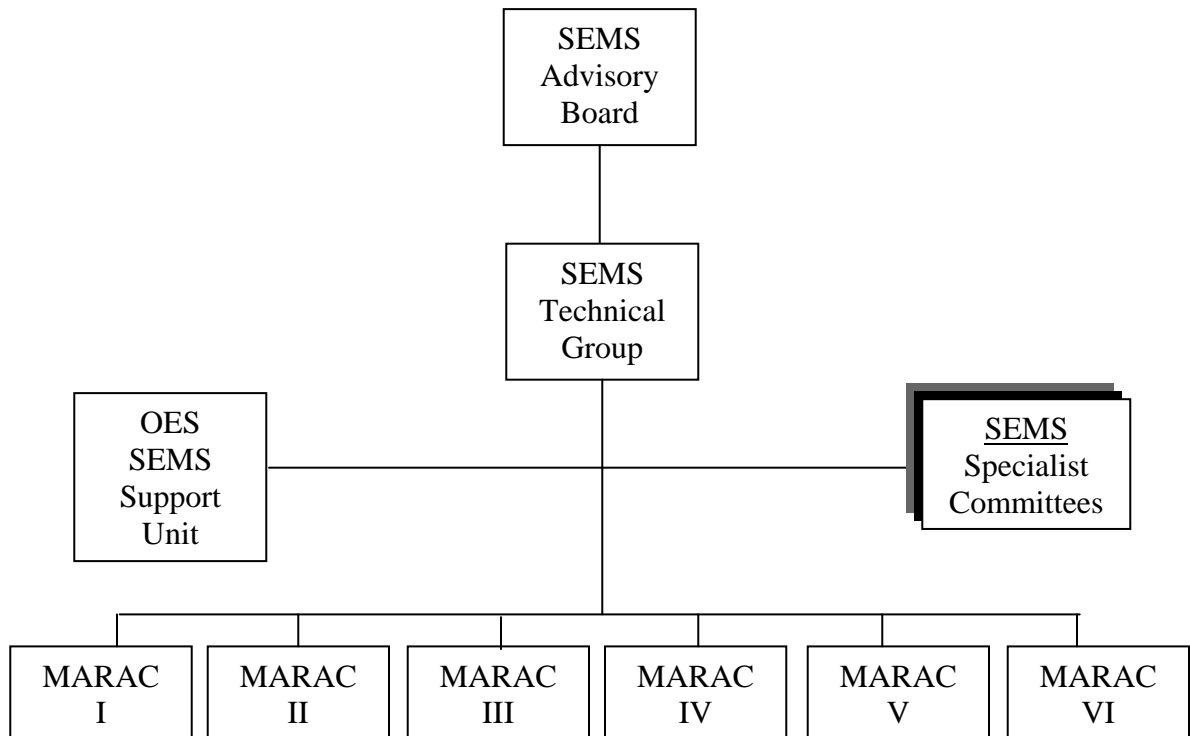 SEMS
Advisory
Board
SEMS
Technical
Group
OES
SEMS
Support
Unit
SEMS
Specialist
Committees
MARAC
I
MARAC
II
MARAC
III
MARAC
IV
MARAC
V
MARAC
VI